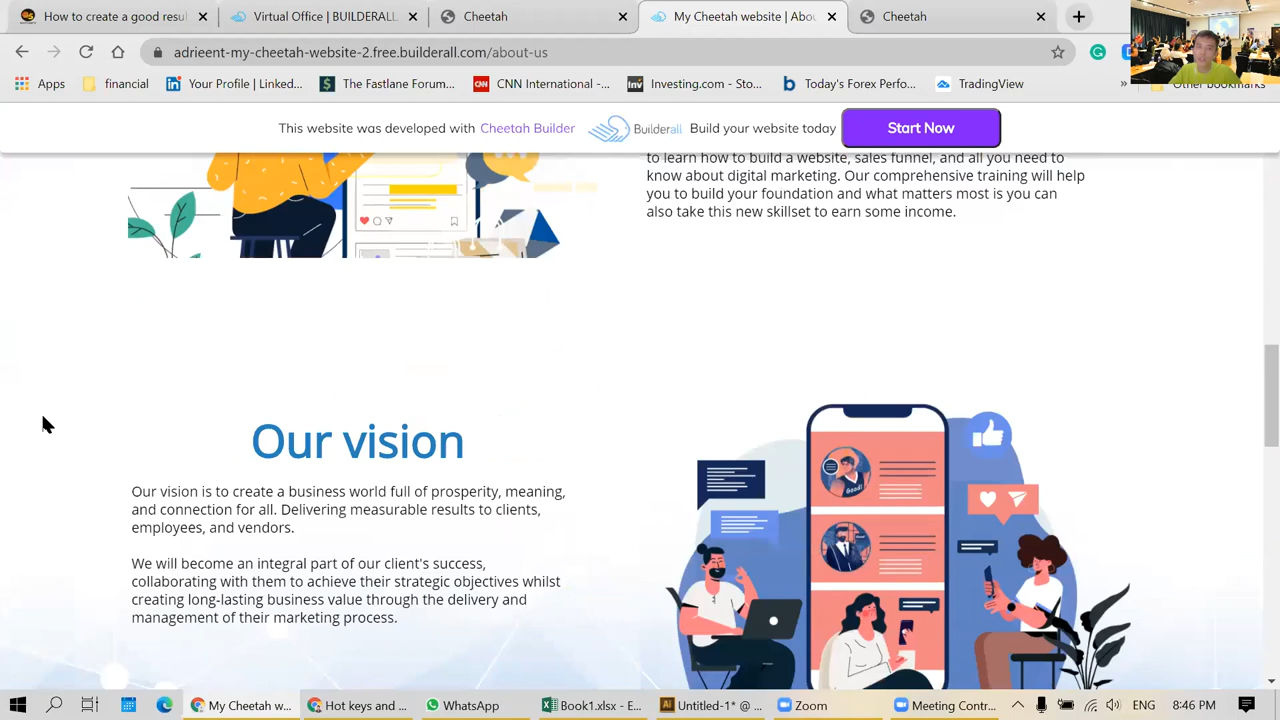 How to create a good resu
Virtual Office | BUILDERALL
Cheetah
My Cheetah website | Abou
Cheetah
adrieent-my-cheetah-website-2.free.builderall.com/about-us
Apps
financial
Your Profile | Linked
The Fastlane For
CNN International -
Investing.com - Sto
Today's Forex Perfo
TradingView
Other bookmarks
This website was developed with Cheetah Builder
Builderall
Build your website today
Start Now
to learn how to build a website, sales funnel, and all you need to
know about digital marketing. Our comprehensive training will help
you to build your foundation and what matters most is you can
also take this new skillset to earn some income.
Our vision
Our vision is to create a business world full of prosperity, meaning,
and connection for all. Delivering measurable results to clients,
employees, and vendors.
We will become an integral part of our client's success,
collaborating with them to achieve their strategic objectives whilst
creating long-lasting business value through the delivery and
management of their marketing process.
Good!
My Cheetah w...
Hot keys and ...
WhatsApp
Book1.xlsx - E...
Untitled-1* @ ...
Zoom
Meeting Cont...
ENG
8:46 PM